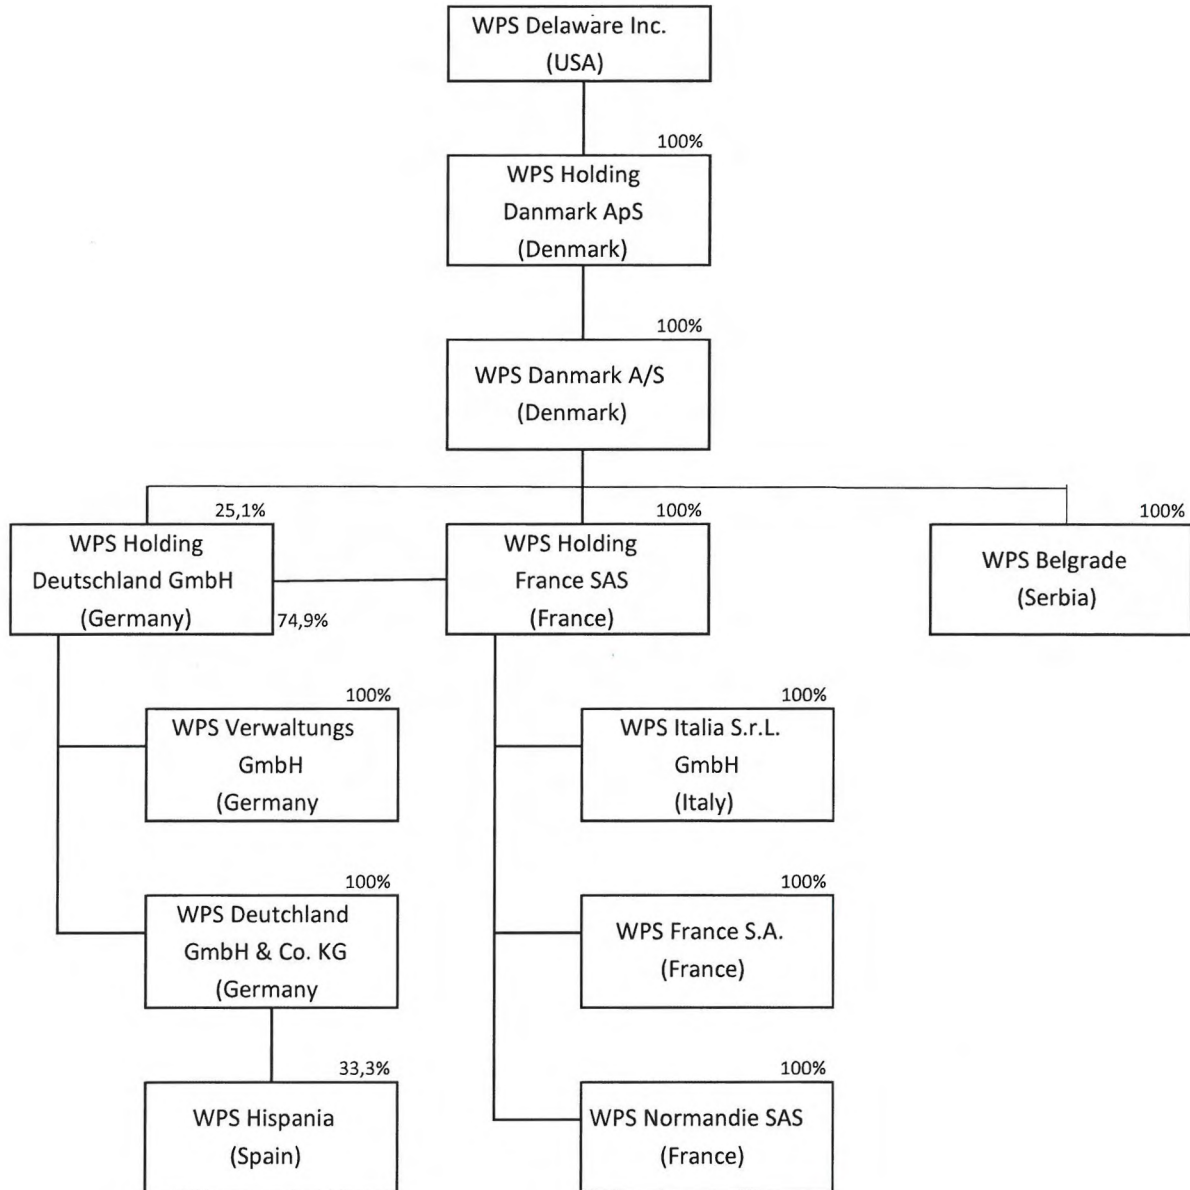 WPS Delaware Inc.
(USA)
100%
WPS Holding
Danmark ApS
(Denmark)
100%
WPS Danmark A/S
(Denmark)
25,1%
WPS Holding
Deutschland GmbH
(Germany)
74,9%
100%
WPS Holding
France SAS
(France)
100%
WPS Belgrade
(Serbia)
100%
WPS Verwaltungs
GmbH
(Germany
100%
WPS Italia S.r.L.
GmbH
(Italy)
100%
WPS Deutchland
GmbH & Co. KG
(Germany
100%
WPS France S.A.
(France)
33,3%
WPS Hispania
(Spain)
100%
WPS Normandie SAS
(France)